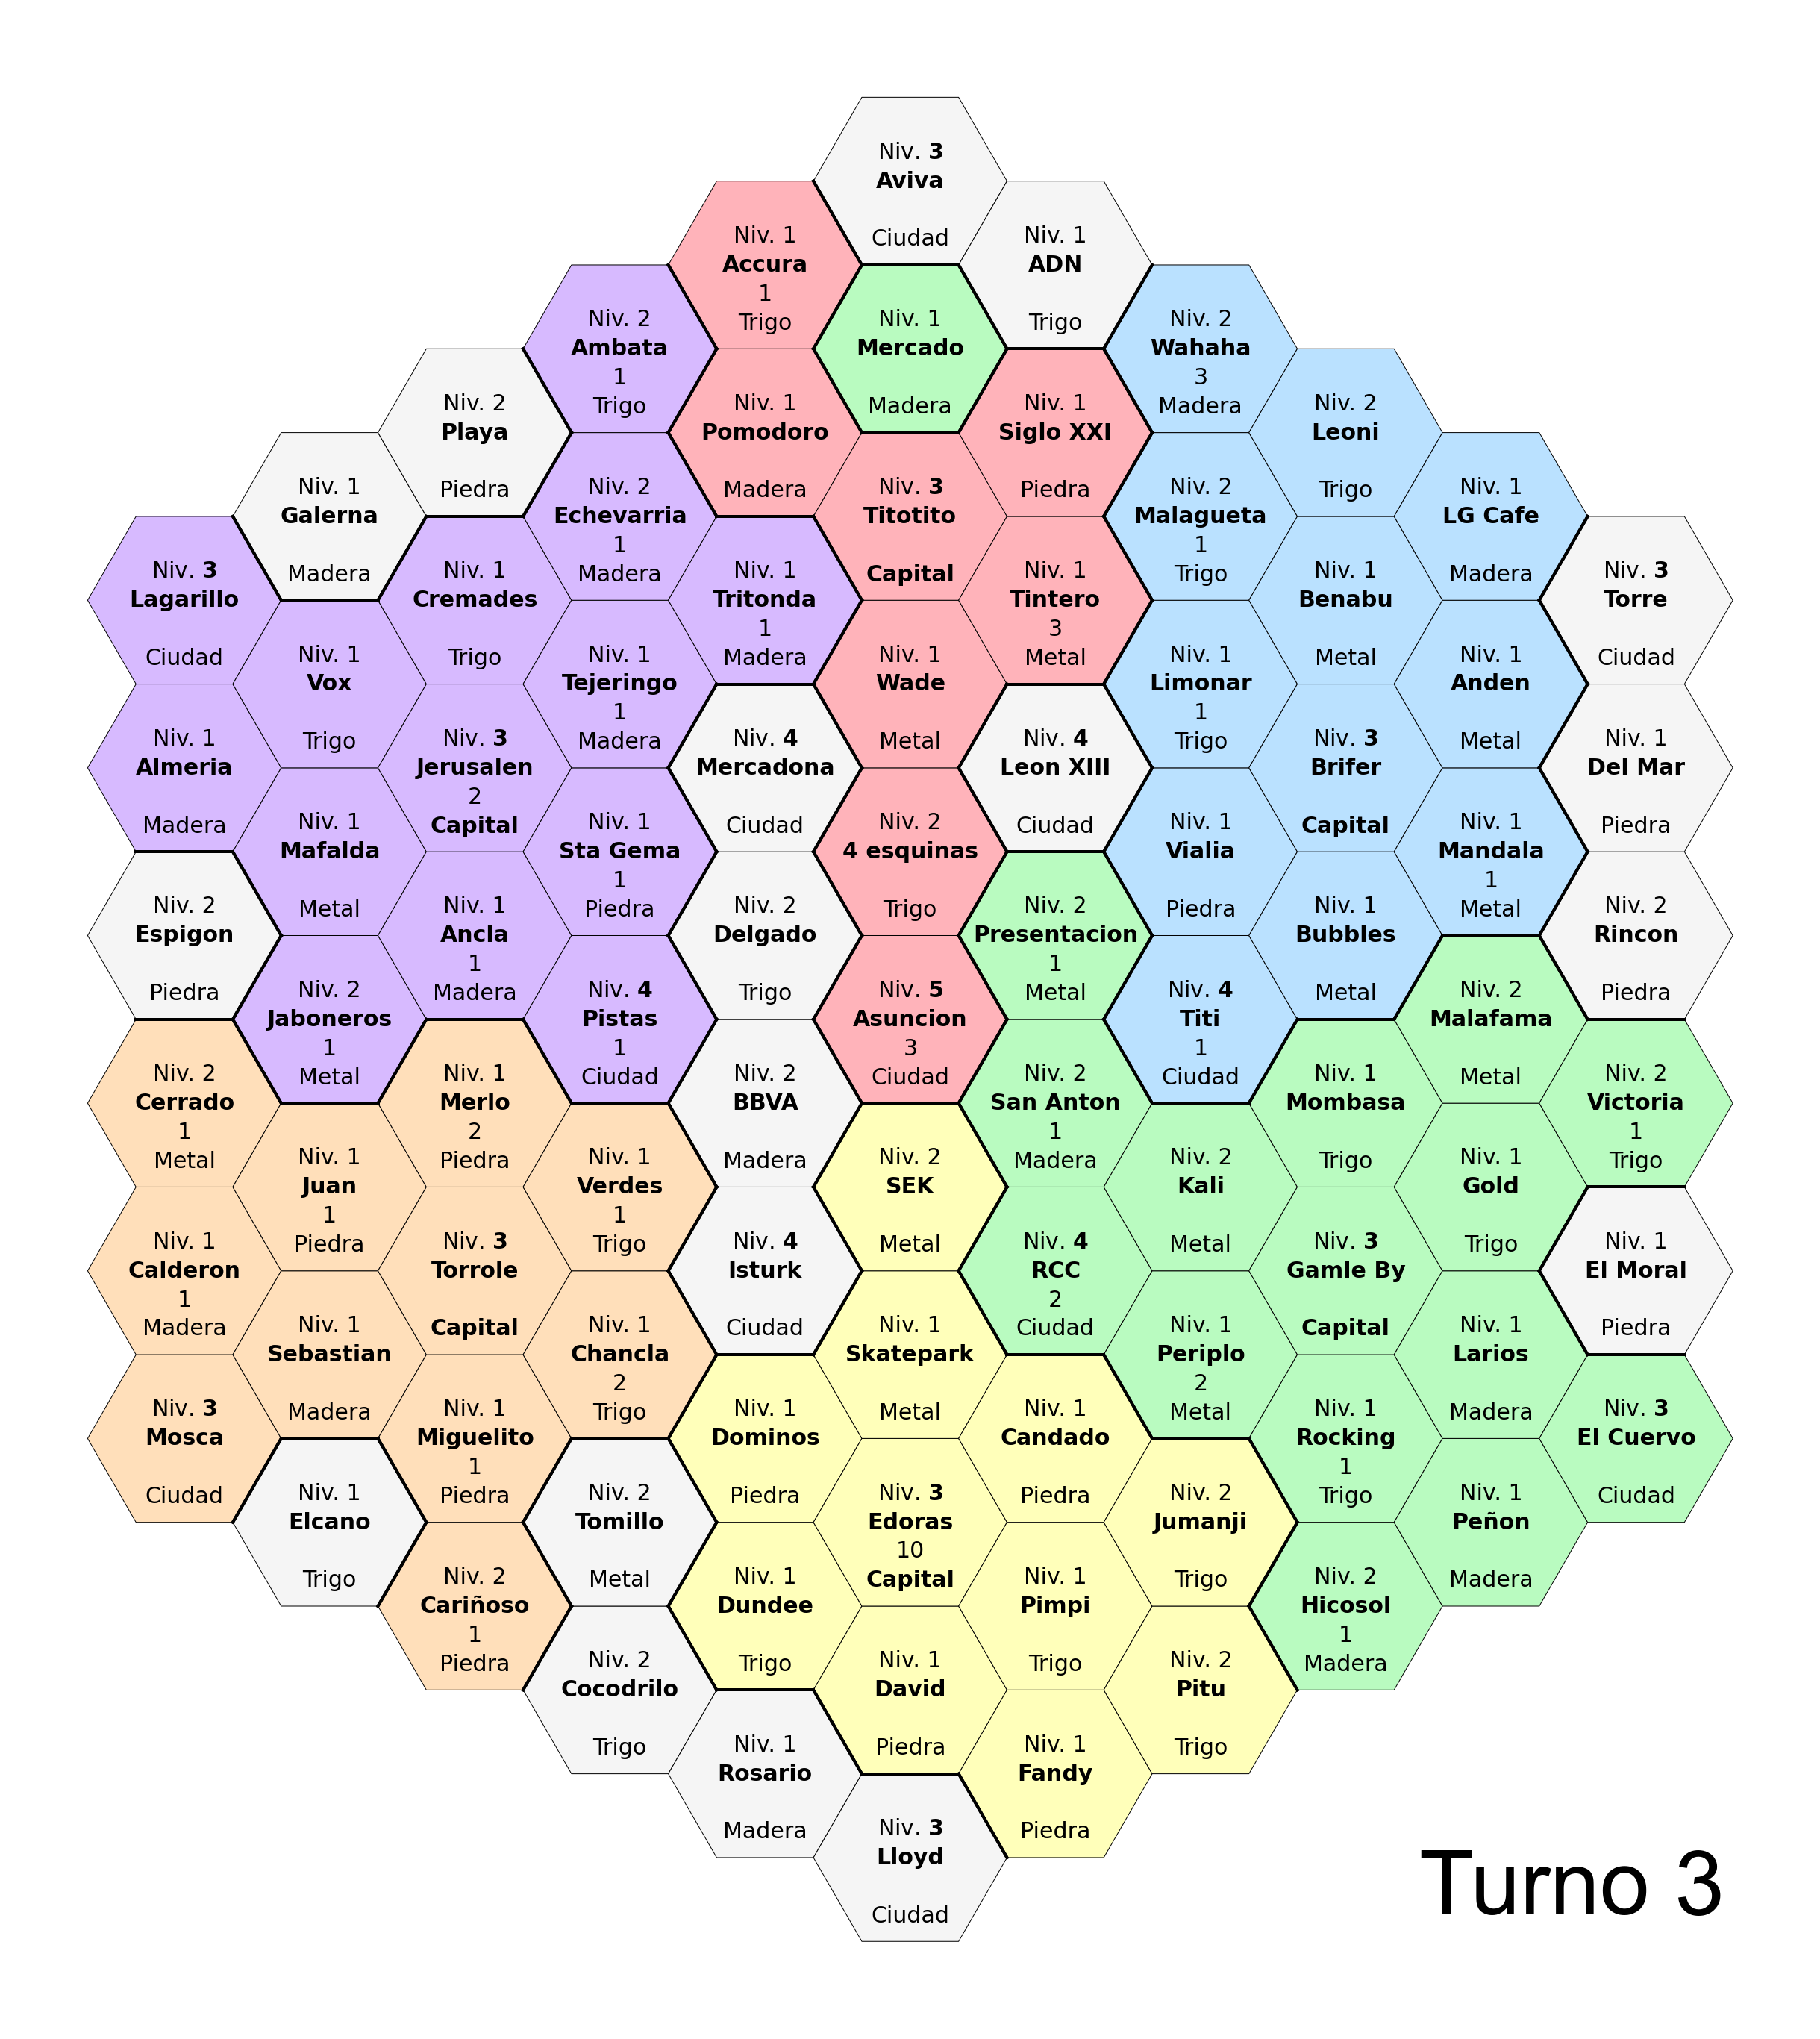 Niv. 3
Aviva
Ciudad
Niv. 1
Accura
1
Trigo
Niv. 1
ADN
Trigo
Niv. 2
Ambata
1
Trigo
Niv. 1
Mercado
Madera
Niv. 2
Wahaha
3
Madera
Niv. 2
Playa
Piedra
Niv. 1
Pomodoro
Madera
Niv. 1
Siglo XXI
Piedra
Niv. 2
Leoni
Trigo
Niv. 1
Galerna
Madera
Niv. 2
Echevarria
1
Madera
Niv. 3
Titotito
Capital
Niv. 2
Malagueta
1
Trigo
Niv. 1
LG Cafe
Madera
Niv. 3
Lagarillo
Ciudad
Niv. 1
Cremades
Trigo
Niv. 1
Tritonda
1
Madera
Niv. 1
Tintero
3
Metal
Niv. 1
Benabu
Metal
Niv. 3
Torre
Ciudad
Niv. 1
Vox
Trigo
Niv. 1
Tejeringo
1
Madera
Niv. 1
Wade
Metal
Niv. 1
Limonar
1
Trigo
Niv. 1
Anden
Metal
Niv. 1
Almeria
Madera
Niv. 3
Jerusalen
2
Capital
Niv. 4
Mercadona
Ciudad
Niv. 4
Leon XIII
Ciudad
Niv. 3
Brifer
Capital
Niv. 1
Del Mar
Piedra
Niv. 1
Mafalda
Metal
Niv. 1
Sta Gema
1
Piedra
Niv. 2
4 esquinas
Trigo
Niv. 1
Vialia
Piedra
Niv. 1
Mandala
1
Metal
Niv. 2
Espigon
Piedra
Niv. 1
Ancla
1
Madera
Niv. 2
Delgado
Trigo
Niv. 2
Presentacion
1
Metal
Niv. 1
Bubbles
Metal
Niv. 2
Rincon
Piedra
Niv. 2
Jaboneros
1
Metal
Niv. 4
Pistas
1
Ciudad
Niv. 5
Asuncion
3
Ciudad
Niv. 4
Titi
1
Ciudad
Niv. 2
Malafama
Metal
Niv. 2
Cerrado
1
Metal
Niv. 1
Merlo
2
Piedra
Niv. 2
BBVA
Madera
Niv. 2
San Anton
1
Madera
Niv. 1
Mombasa
Trigo
Niv. 2
Victoria
1
Trigo
Niv. 1
Juan
1
Piedra
Niv. 1
Verdes
1
Trigo
Niv. 2
SEK
Metal
Niv. 2
Kali
Metal
Niv. 1
Gold
Trigo
Niv. 1
Calderon
1
Madera
Niv. 3
Torrole
Capital
Niv. 4
Isturk
Ciudad
Niv. 4
RCC
2
Ciudad
Niv. 3
Gamle By
Capital
Niv. 1
El Moral
Piedra
Niv. 1
Sebastian
Madera
Niv. 1
Chancla
2
Trigo
Niv. 1
Skatepark
Metal
Niv. 1
Periplo
2
Metal
Niv. 1
Larios
Madera
Niv. 3
Mosca
Ciudad
Niv. 1
Miguelito
1
Piedra
Niv. 1
Dominos
Piedra
Niv. 1
Candado
Piedra
Niv. 1
Rocking
1
Trigo
Niv. 3
El Cuervo
Ciudad
Niv. 1
Elcano
Trigo
Niv. 2
Tomillo
Metal
Niv. 3
Edoras
10
Capital
Niv. 2
Jumanji
Trigo
Niv. 1
Peñon
Madera
Niv. 2
Cariñoso
1
Piedra
Niv. 1
Dundee
Trigo
Niv. 1
Pimpi
Trigo
Niv. 2
Hicosol
1
Madera
Niv. 2
Cocodrilo
Trigo
Niv. 1
David
Piedra
Niv. 2
Pitu
Trigo
Niv. 1
Rosario
Madera
Niv. 1
Fandy
Piedra
Niv. 3
Lloyd
Ciudad
Turno 3